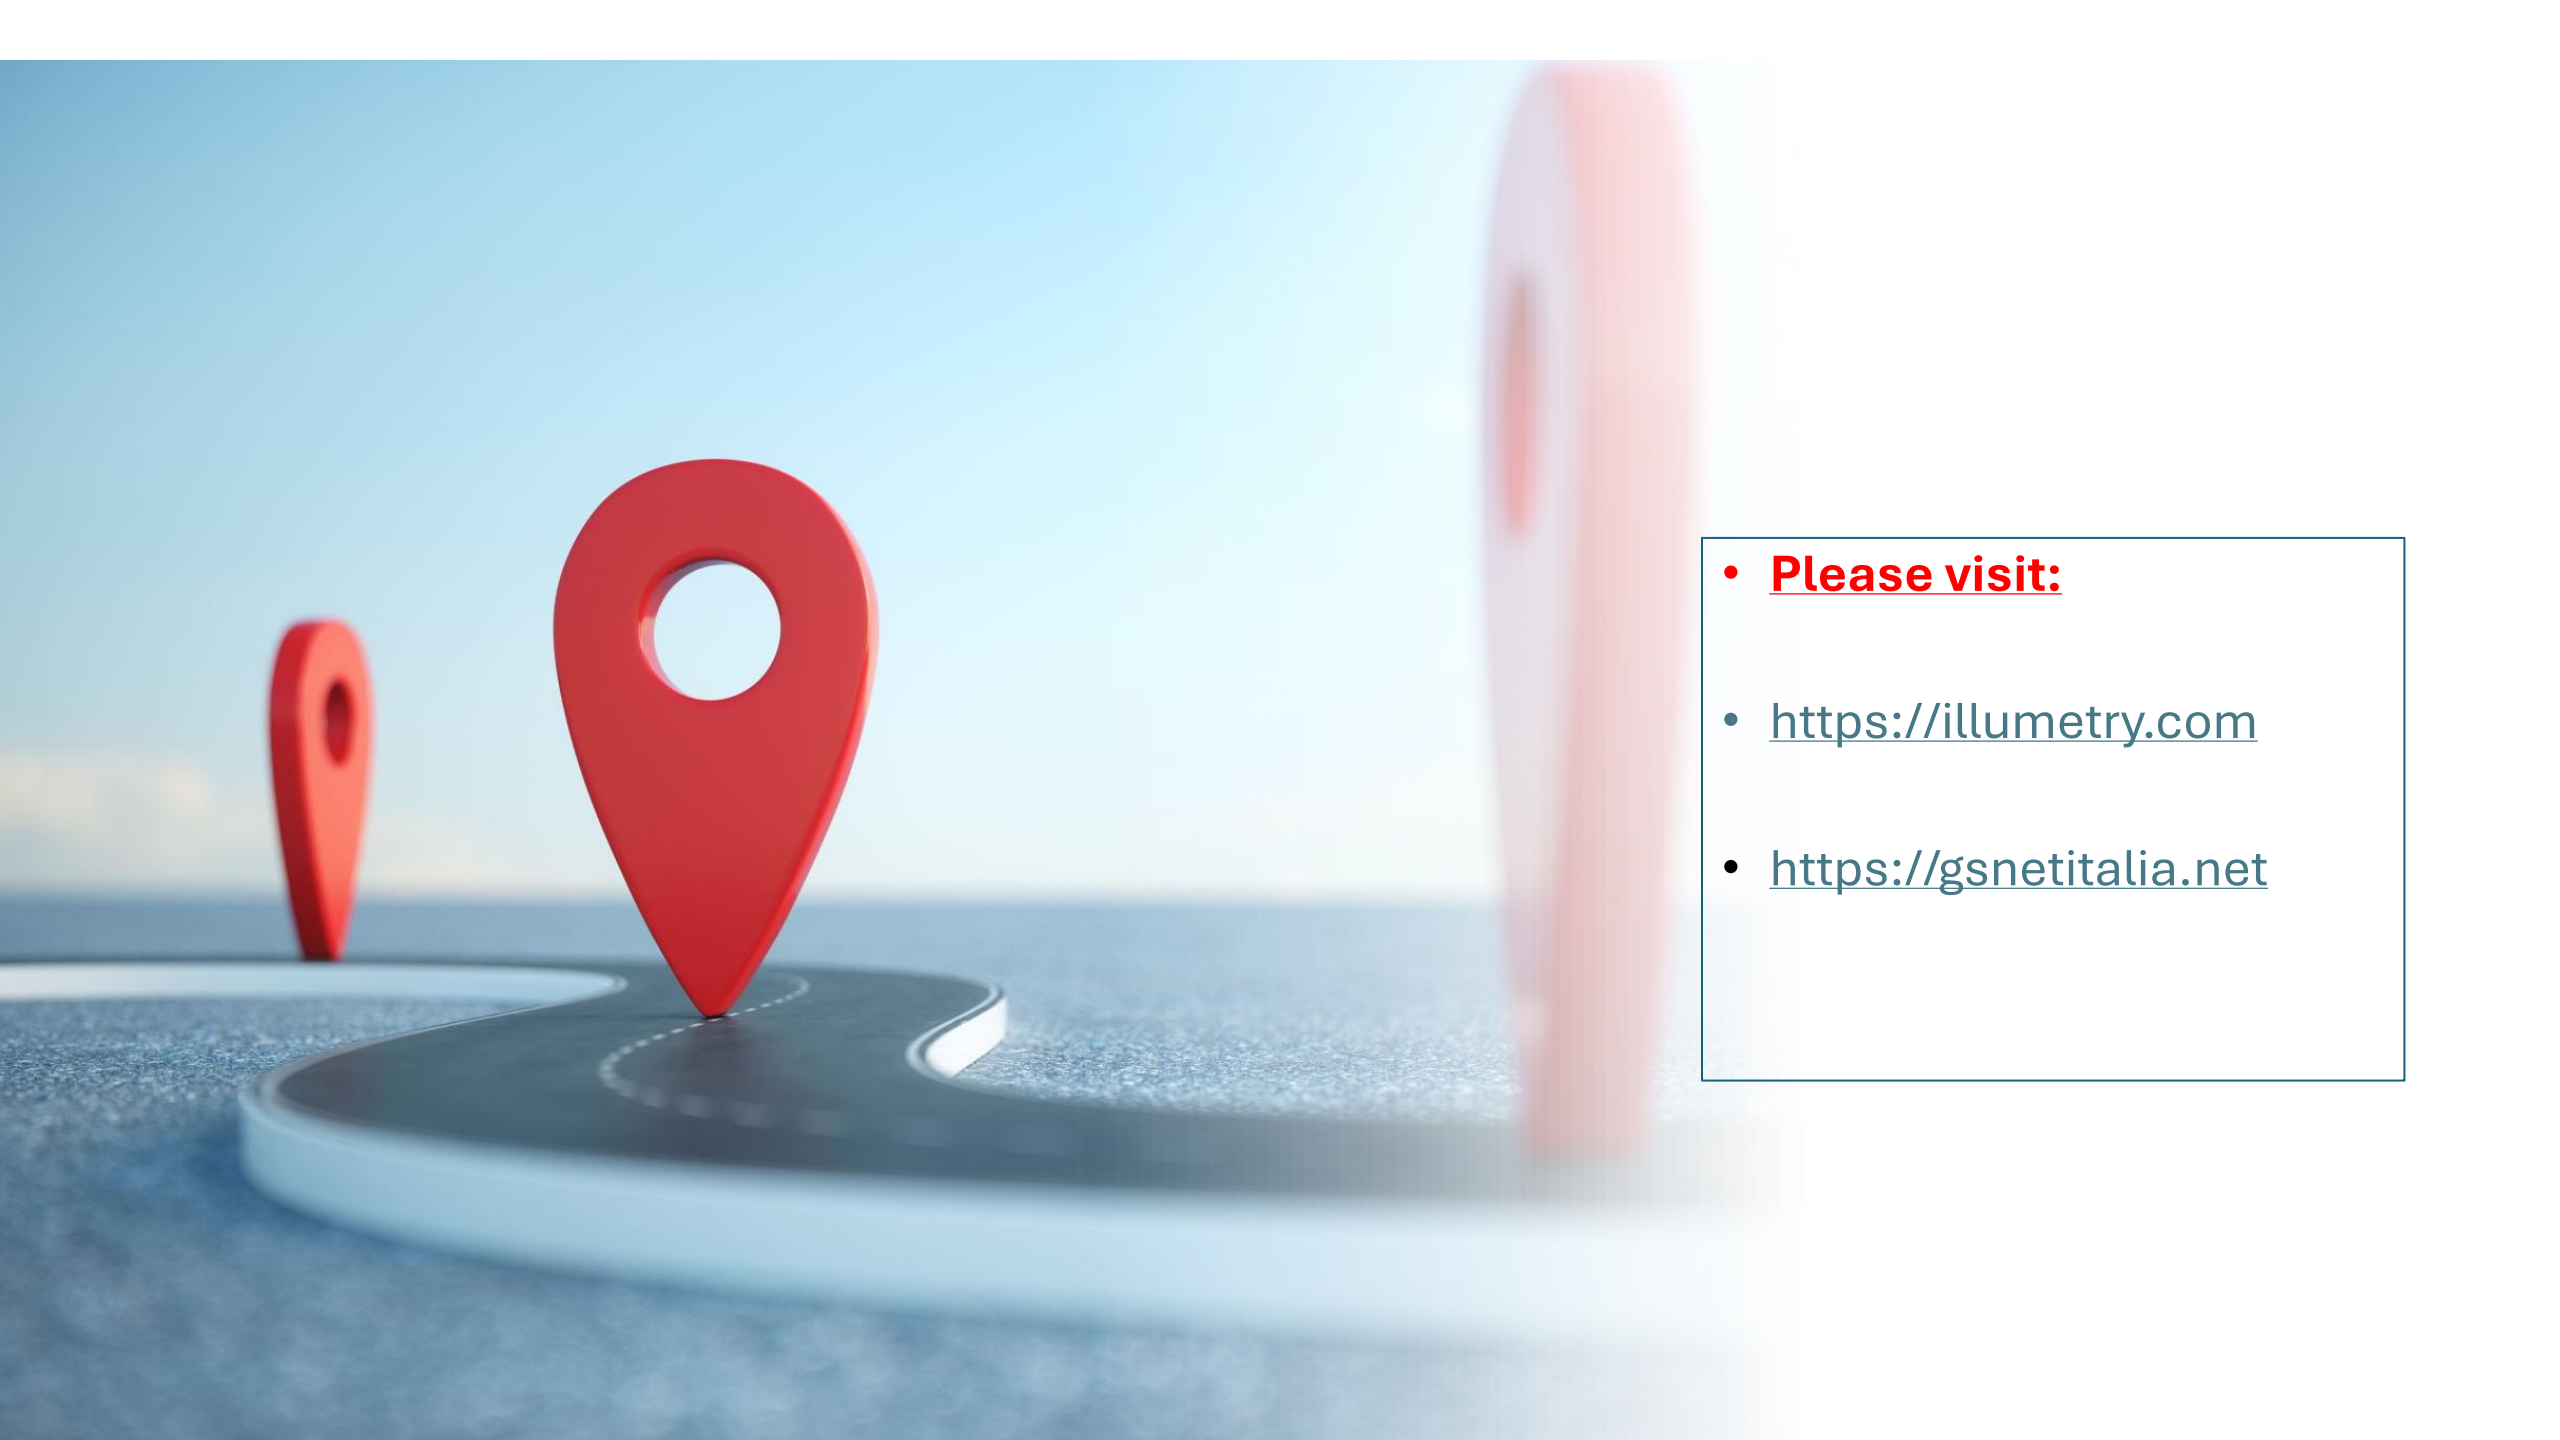 • Please visit:
• https://illumetry.com
• https://gsnetitalia.net